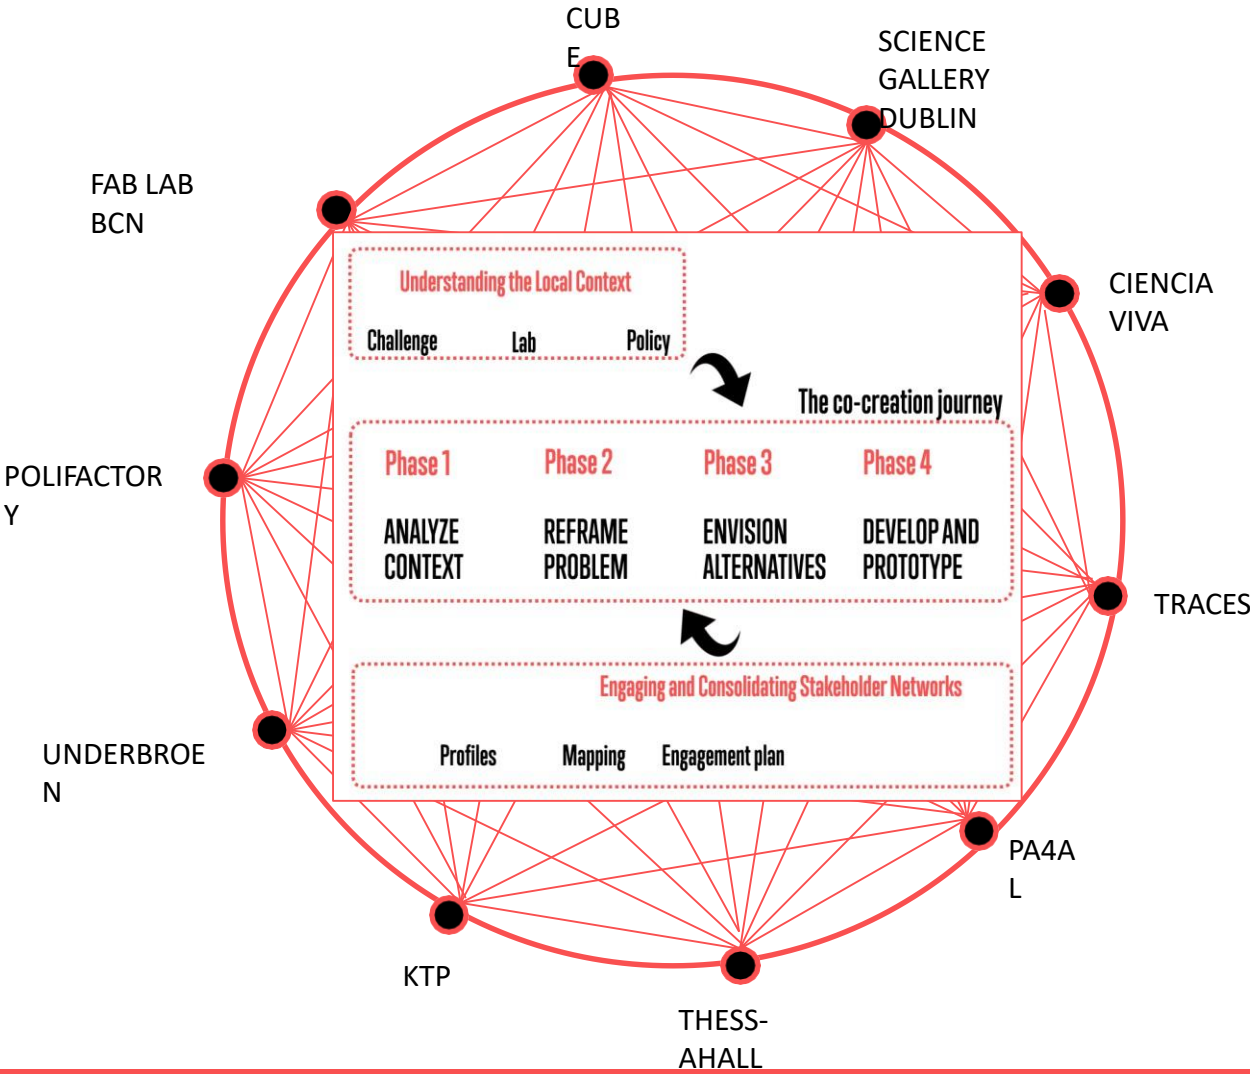 CUB
E
SCIENCE
GALLERY
DUBLIN
FAB LAB
BCN
CIENCIA
VIVA
Understanding the Local Context
Challenge Lab Policy
The co-creation journey
Phase 1 Phase 2 Phase 3 Phase 4
ANALYZE REFRAME ENVISION DEVELOP AND
CONTEXT PROBLEM ALTERNATIVES PROTOTYPE
POLIFACTOR
Y
TRACES
Engaging and Consolidating Stakeholder Networks
Profiles Mapping Engagement plan
UNDERBROE
N
PA4A
L
KTP
THESS-
AHALL